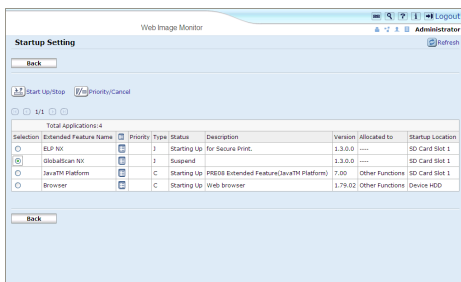 Logout
Web Image Monitor
Administrator
Startup Setting
Refresh
Back
Start Up/Stop Priority/Cancel
1/1
Total Applications:4
Selection Extended Feature Name Priority Type Status Description Version Allocated to Startup Location
ELP NX J Starting Up for Secure Print. 1.3.0.0 ---- SD Card Slot 1
GlobalScan NX J Suspend 1.3.0.0 ---- SD Card Slot 1
JavaTM Platform C Starting Up PRE08 Extended Feature(JavaTM Platform) 7.00 Other Functions SD Card Slot 1
Browser C Starting Up Web browser 1.79.02 Other Functions Device HDD
Back